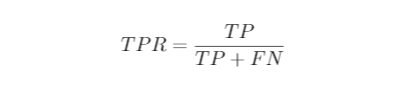 TPR = TP / TP + FN